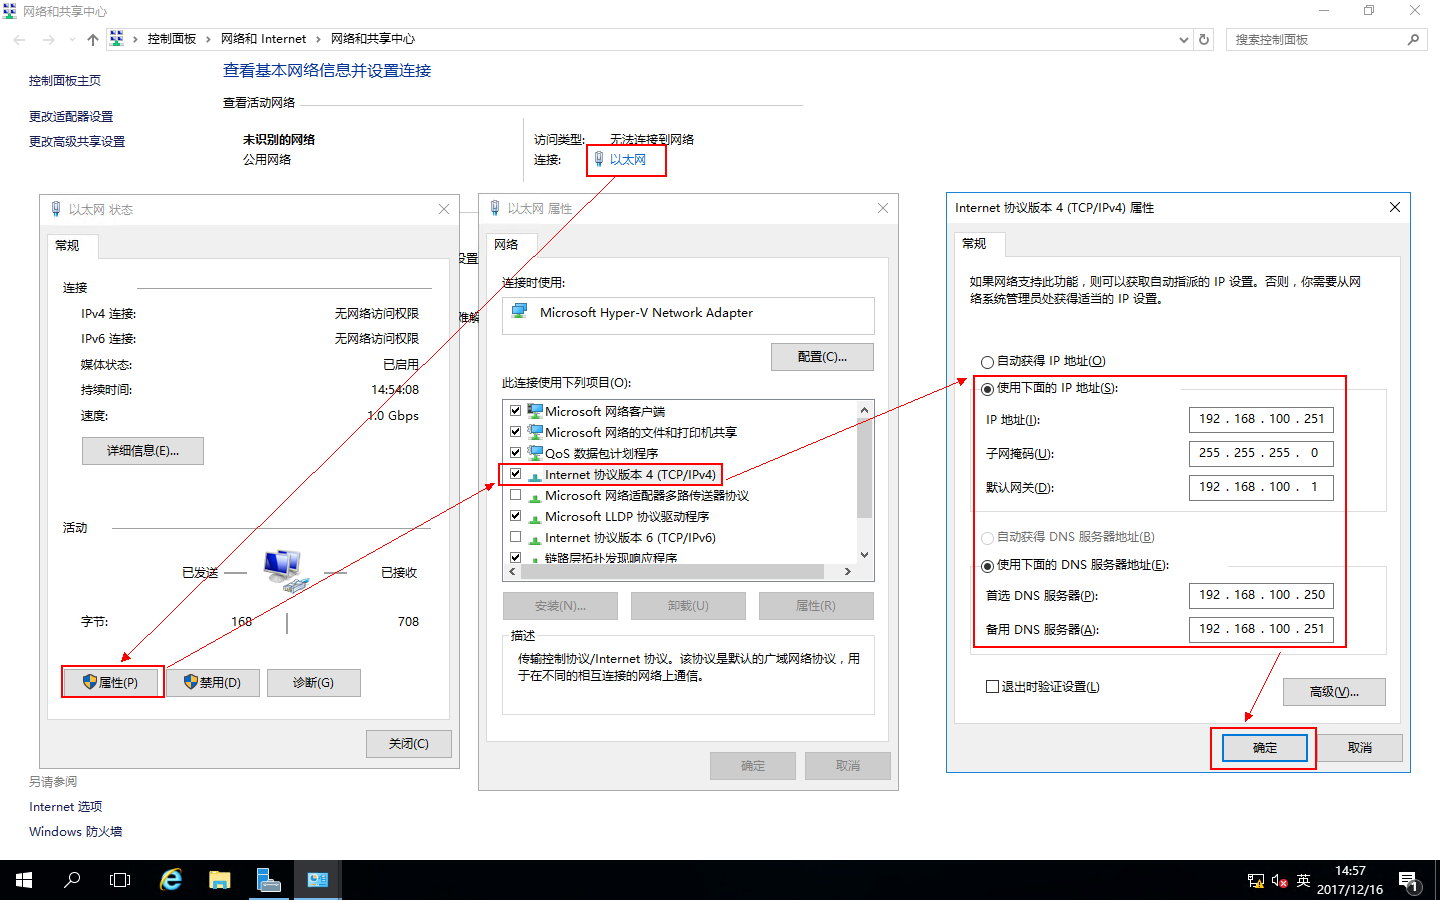 网络和共享中心
控制面板 › 网络和 Internet › 网络和共享中心
搜索控制面板
控制面板主页
更改适配器设置
更改高级共享设置
查看基本网络信息并设置连接
查看活动网络
未识别的网络
公用网络
访问类型: 无法连接到网络
连接: 以太网
以太网 状态
常规
连接
IPv4 连接: 无网络访问权限
IPv6 连接: 无网络访问权限
媒体状态: 已启用
持续时间: 14:54:08
速度: 1.0 Gbps
详细信息(E)...
活动
已发送 已接收
字节: 168 708
属性(P) 禁用(D) 诊断(G)
关闭(C)
设置
难解
以太网 属性
网络
连接时使用:
Microsoft Hyper-V Network Adapter
配置(C)...
此连接使用下列项目(O):
Microsoft 网络客户端
Microsoft 网络的文件和打印机共享
QoS 数据包计划程序
Internet 协议版本 4 (TCP/IPv4)
Microsoft 网络适配器多路传送器协议
Microsoft LLDP 协议驱动程序
Internet 协议版本 6 (TCP/IPv6)
链路层拓扑发现响应程序
安装(N)... 卸载(U) 属性(R)
描述
传输控制协议/Internet 协议。该协议是默认的广域网络协议，用
于在不同的相互连接的网络上通信。
确定 取消
Internet 协议版本 4 (TCP/IPv4) 属性
常规
如果网络支持此功能，则可以获取自动指派的 IP 设置。否则，你需要从网
络系统管理员处获得适当的 IP 设置。
自动获得 IP 地址(O)
使用下面的 IP 地址(S):
IP 地址(I): 192 . 168 . 100 . 251
子网掩码(U): 255 . 255 . 255 . 0
默认网关(D): 192 . 168 . 100 . 1
自动获得 DNS 服务器地址(B)
使用下面的 DNS 服务器地址(E):
首选 DNS 服务器(P): 192 . 168 . 100 . 250
备用 DNS 服务器(A): 192 . 168 . 100 . 251
退出时验证设置(L)
高级(V)...
确定 取消
另请参阅
Internet 选项
Windows 防火墙
英
14:57
2017/12/16
1